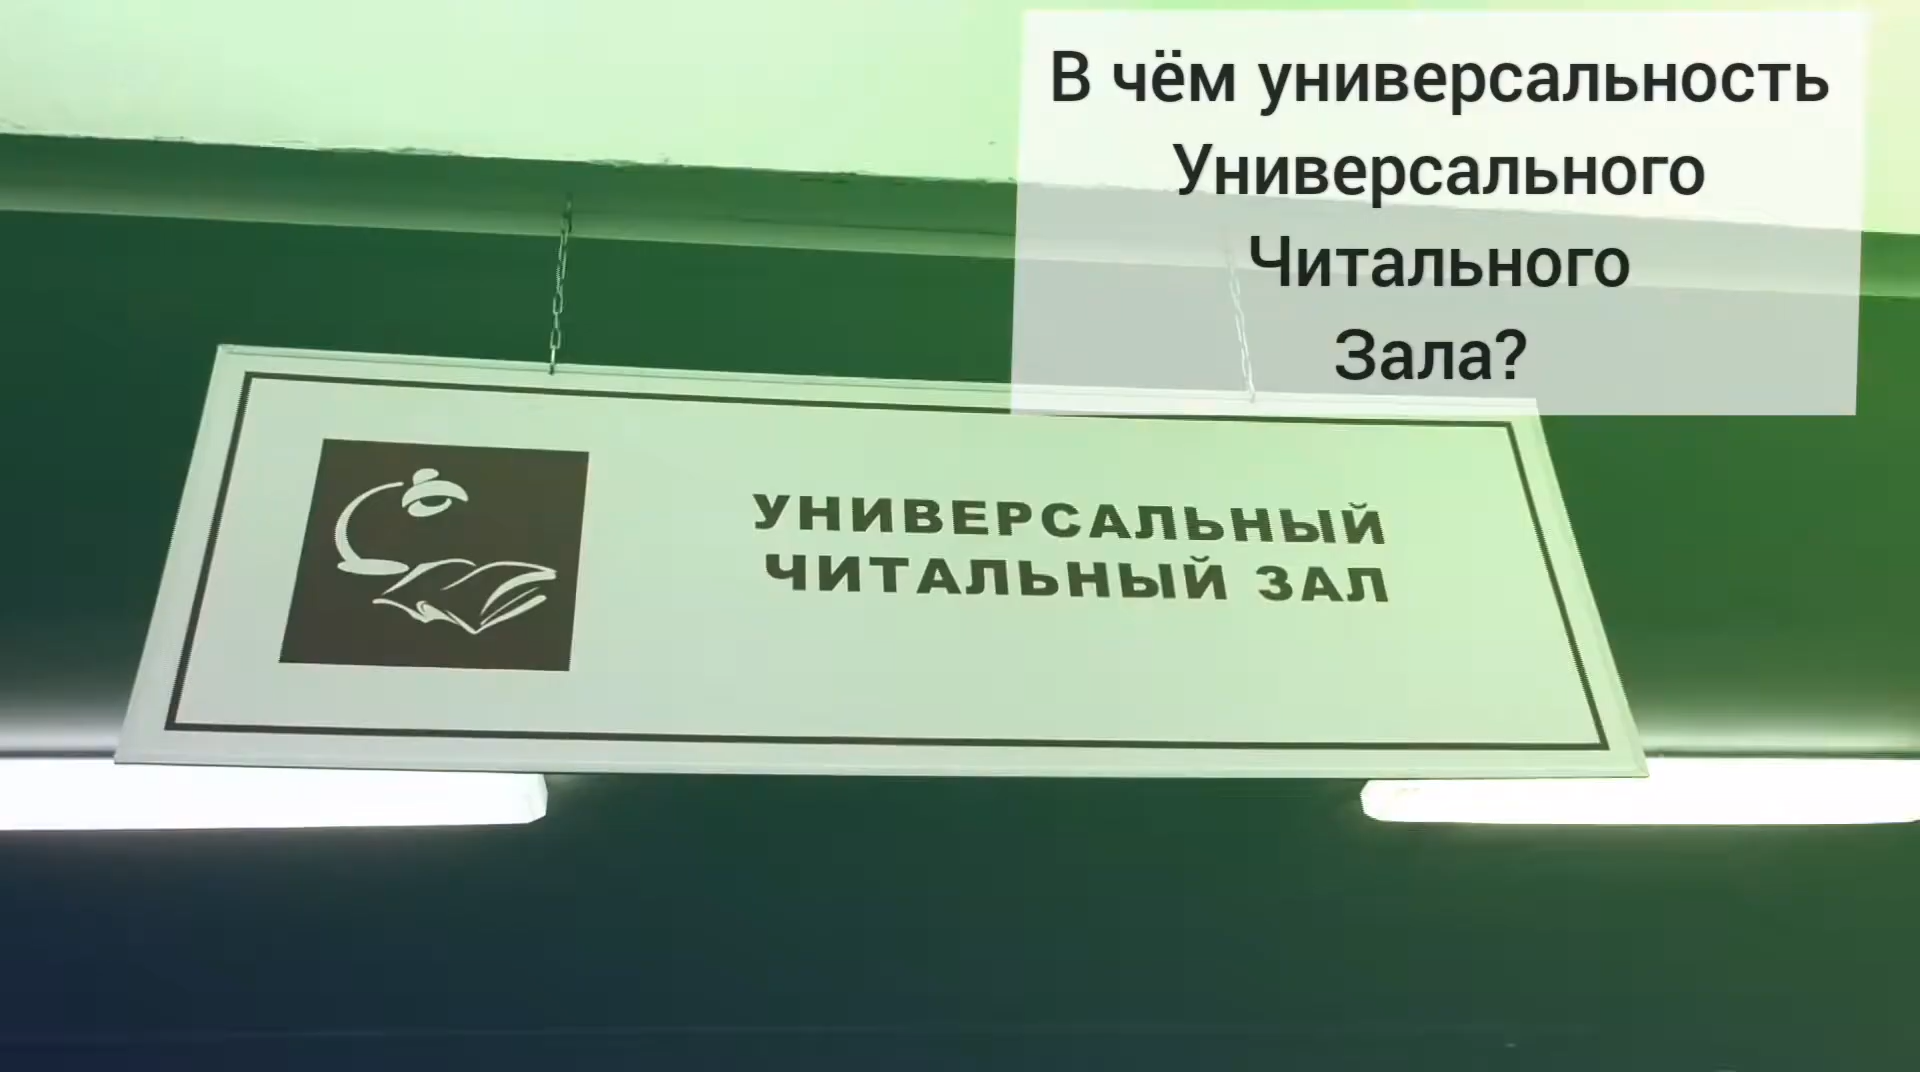 В чём универсальность
Универсального
Читального
Зала?
УНИВЕРСАЛЬНЫЙ
ЧИТАЛЬНЫЙ ЗАЛ